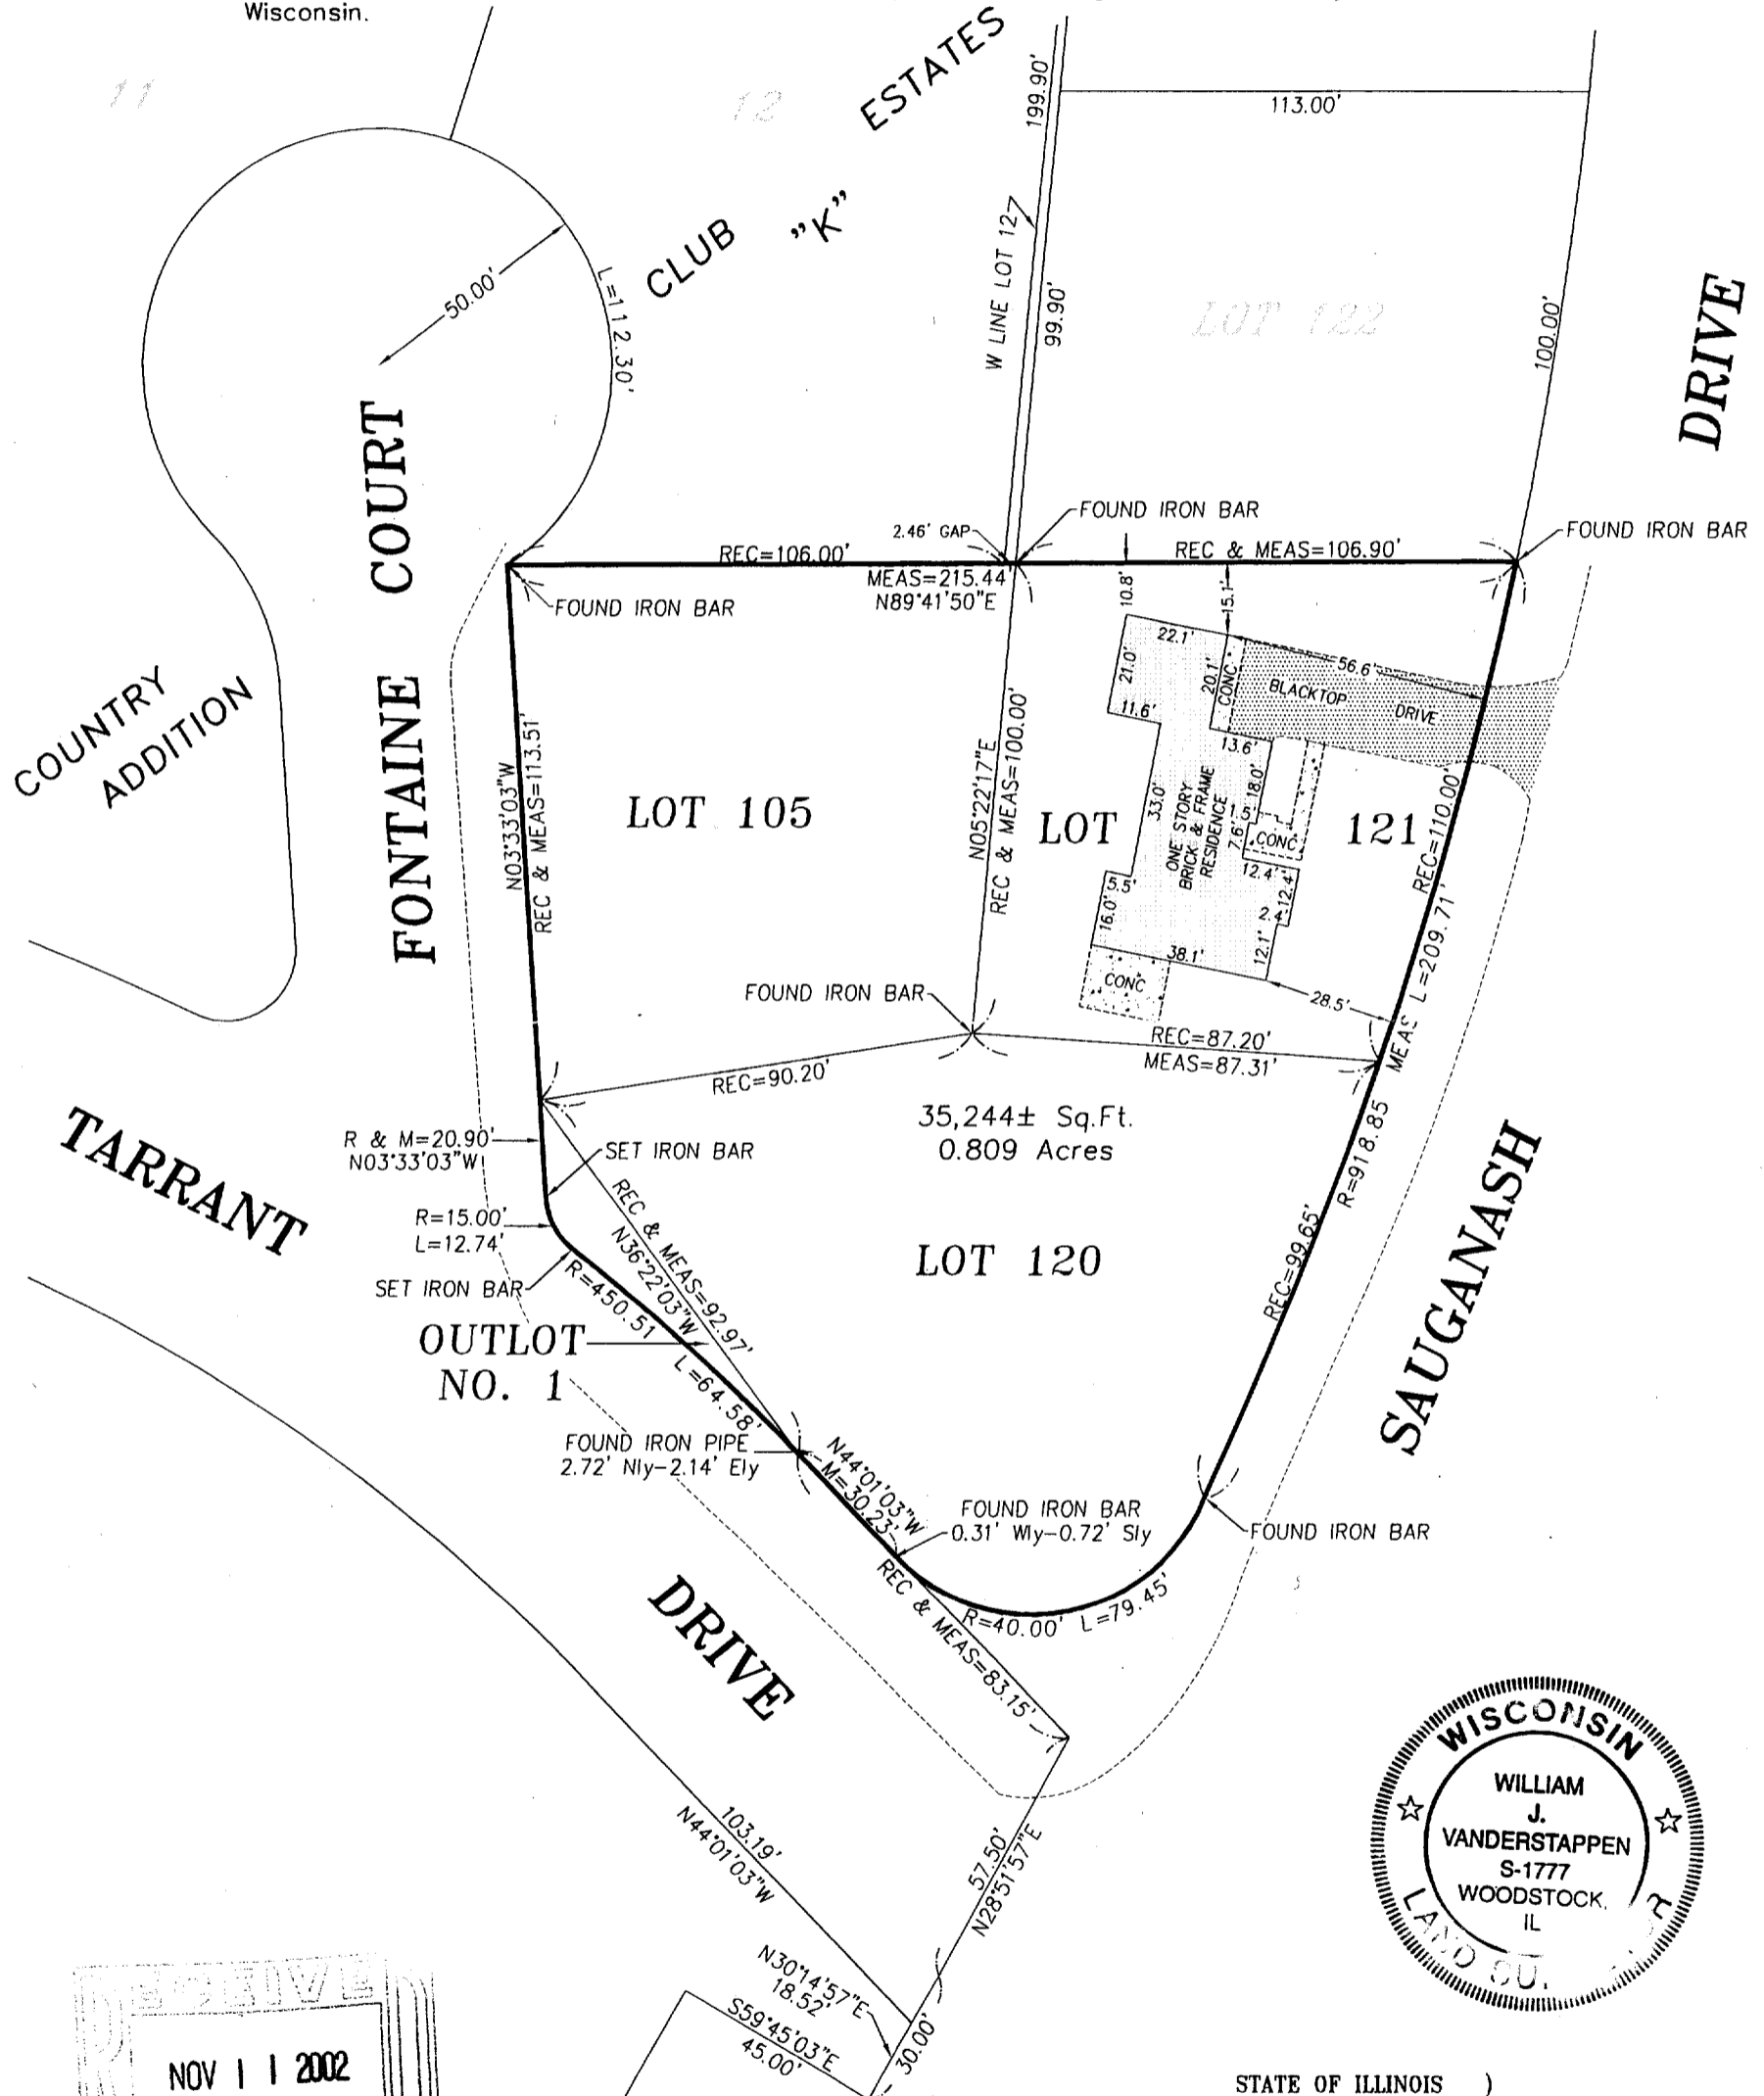 Wisconsin.
11
12
ESTATES
CLUB "K"
COUNTRY
ADDITION
199.90'
113.00'
W LINE LOT 12
99.90'
LOT 122
100.00'
DRIVE
50.00'
L=112.30'
FONTAINE COURT
2.46' GAP
FOUND IRON BAR
FOUND IRON BAR
REC=106.00'
REC & MEAS=106.90'
MEAS=215.44'
N89°41'50"E
FOUND IRON BAR
10.8'
15.1'
22.1'
21.0'
20.1'
CONC
56.6'
BLACKTOP DRIVE
11.6'
13.6'
33.0'
18.0'
1.5'
7.6'
CONC
ONE STORY
BRICK & FRAME
RESIDENCE
12.4'
12.4'
2.4'
5.5'
16.0'
12.1'
38.1'
CONC
28.5'
N03°33'03"W
REC & MEAS=113.51'
LOT 105
N05°22'17"E
REC & MEAS=100.00'
LOT 121
REC=110.00'
MEAS L=209.71'
FOUND IRON BAR
REC=87.20'
MEAS=87.31'
REC=90.20'
35,244± Sq.Ft.
0.809 Acres
R=918.85
TARRANT
R & M=20.90'
N03°33'03"W
SET IRON BAR
R=15.00'
L=12.74'
SET IRON BAR
REC & MEAS=92.97'
N36°22'03"W
R=450.51
L=64.58'
LOT 120
REC=99.65'
SAUGANASH
OUTLOT
NO. 1
FOUND IRON PIPE
2.72' Nly-2.14' Ely
N44°01'03"W
M=30.23'
FOUND IRON BAR
0.31' Wly-0.72' Sly
FOUND IRON BAR
REC & MEAS=83.15'
R=40.00' L=79.45'
DRIVE
103.19'
N44°01'03"W
57.50'
N28°51'57"E
N30°14'57"E
18.52'
S59°45'03"E
45.00'
30.00'
WISCONSIN
WILLIAM
J.
VANDERSTAPPEN
S-1777
WOODSTOCK,
IL
LAND SU
NOV 11 2002
STATE OF ILLINOIS )